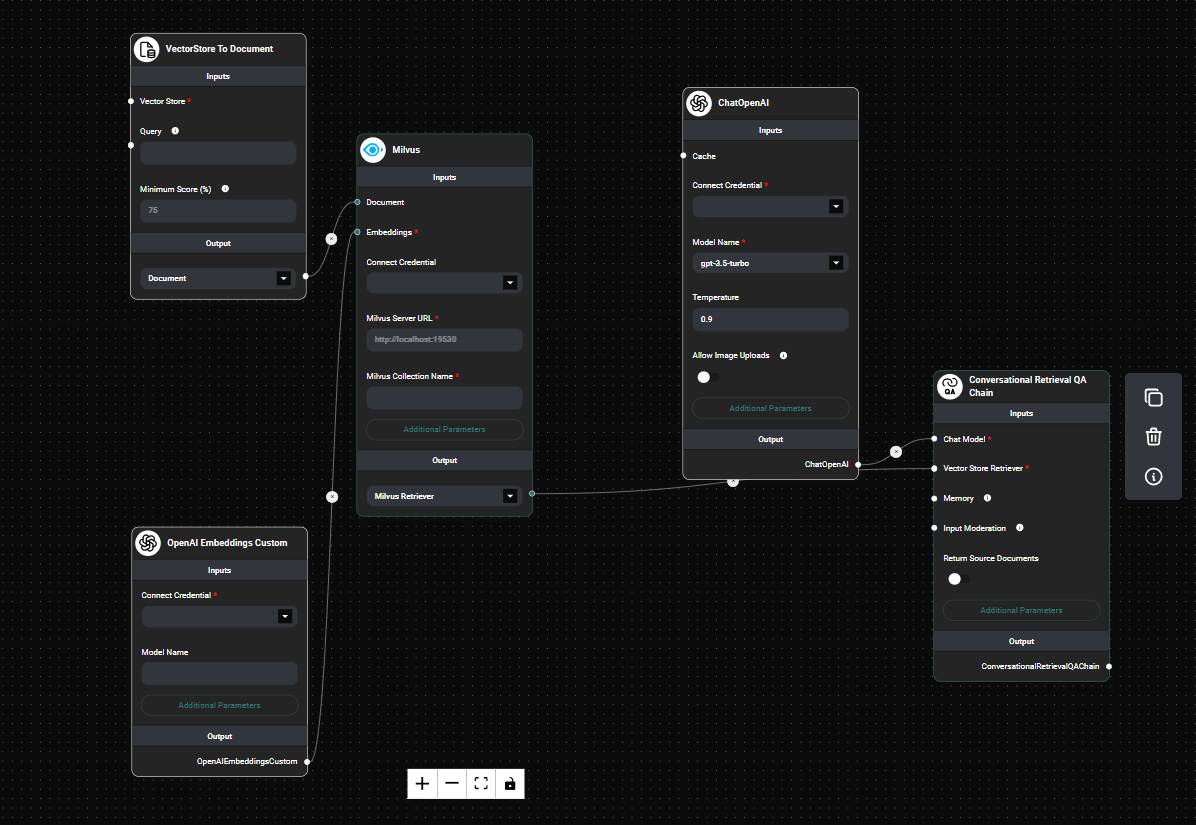 VectorStore To Document
Inputs
Vector Store *
Query
Minimum Score (%)
75
Output
Document
Milvus
Inputs
Document
Embeddings *
Connect Credential
Milvus Server URL *
http://localhost:19530
Milvus Collection Name *
Additional Parameters
Output
Milvus Retriever
OpenAI Embeddings Custom
Inputs
Connect Credential *
Model Name
Additional Parameters
Output
OpenAIEmbeddingsCustom
ChatOpenAI
Inputs
Cache
Connect Credential *
Model Name *
gpt-3.5-turbo
Temperature
0.9
Allow Image Uploads
Additional Parameters
Output
ChatOpenAI
Conversational Retrieval QA
Chain
Inputs
Chat Model *
Vector Store Retriever *
Memory
Input Moderation
Return Source Documents
Additional Parameters
Output
ConversationalRetrievalQAChain
QA